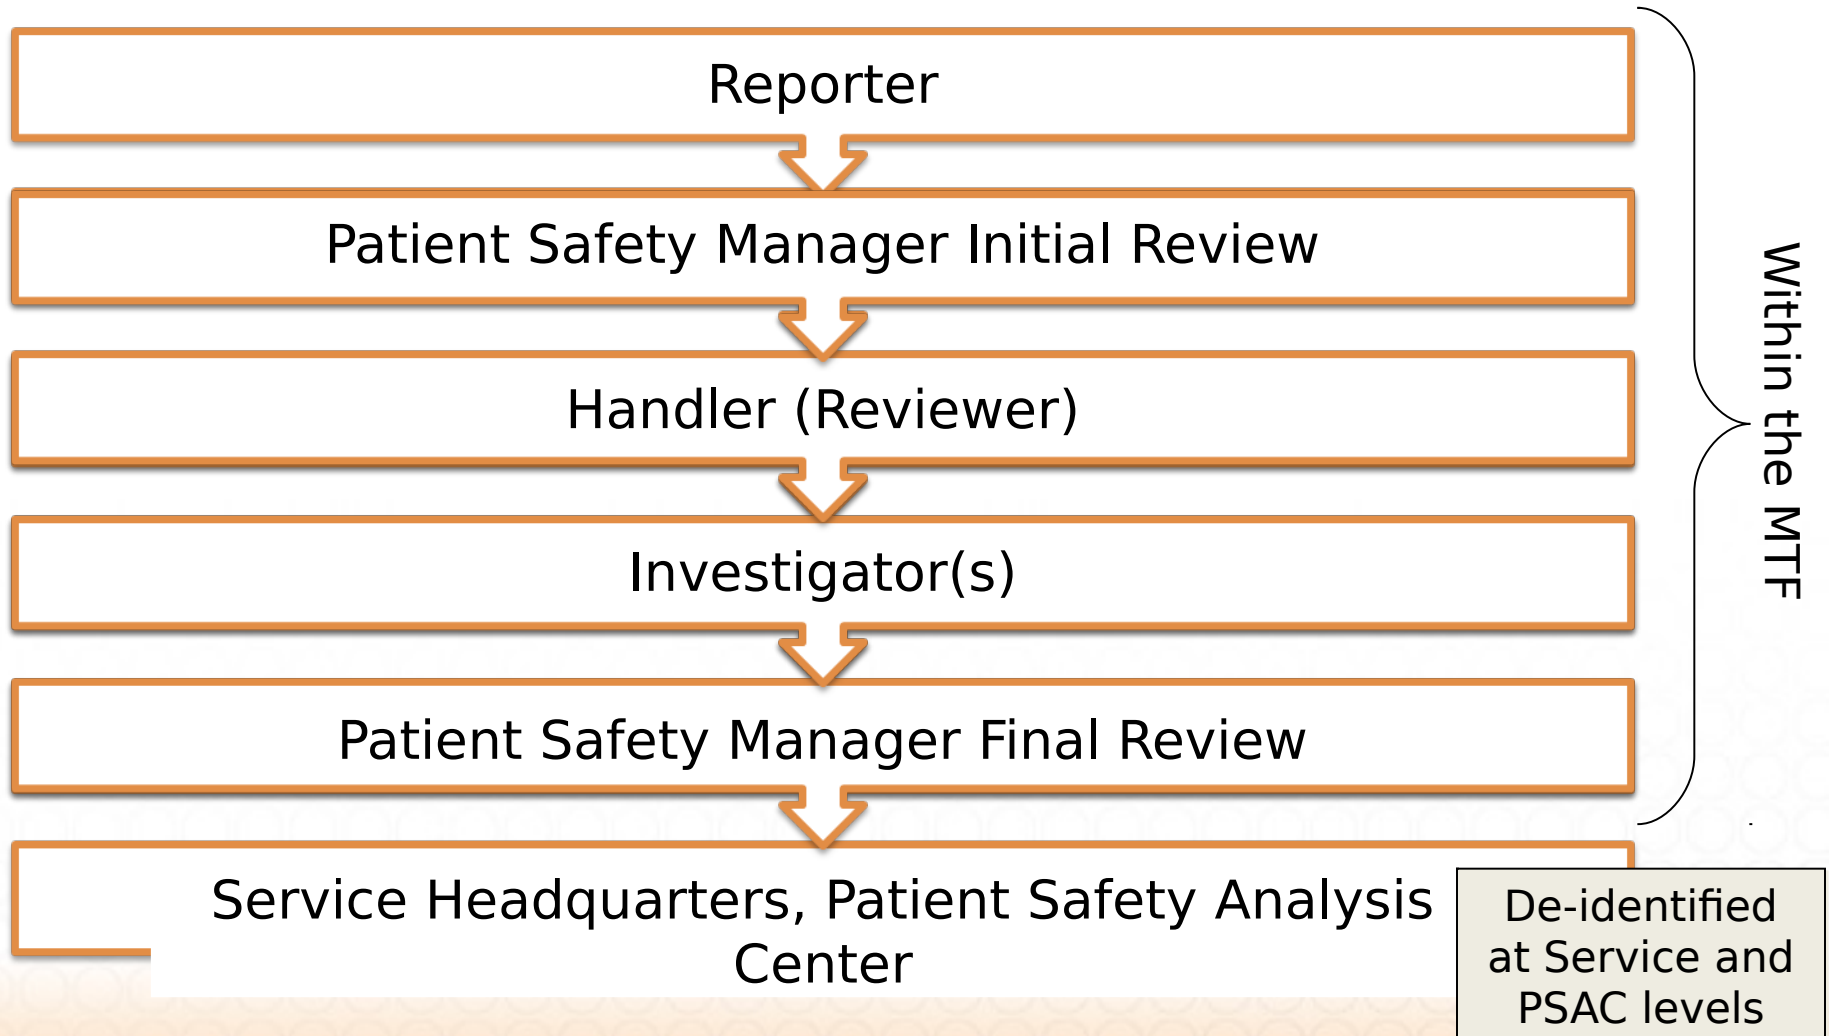 Reporter
Patient Safety Manager Initial Review
Handler (Reviewer)
Investigator(s)
Patient Safety Manager Final Review
Service Headquarters, Patient Safety Analysis
Center
Within the MTF
De-identified
at Service and
PSAC levels